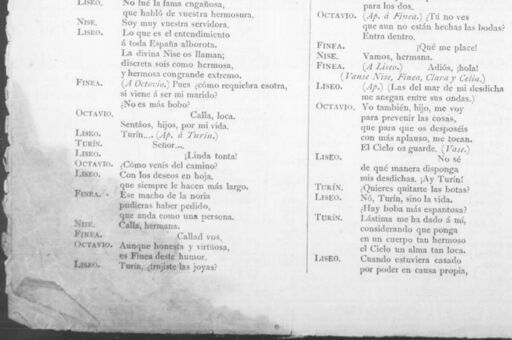 LISEO. No fué la fama engañosa,
que habló de vuestra hermosura.
NISE. Soy muy vuestra servidora.
LISEO. Lo que es el entendimiento
á toda España alborota.
La divina Nise os llaman;
discreta sois como hermosa,
y hermosa congrande extremo.
FINEA. (A Octavio.) Pues ¿cómo requiebra esotra,
si viene á ser mi marido?
¿No es más bobo?
OCTAVIO. Calla, loca.
Sentáos, hijos, por mi vida.
LISEO. Turín... (Ap. á Turín.)
TURÍN. Señor...
LISEO. ¡Linda tonta!
OCTAVIO. ¿Cómo venis del camino?
LISEO. Con los deseos en hoja,
que siempre le hacen más largo.
FINEA. Ese macho de la noria
pudieras haber pedido,
que anda como una persona.
NISE. Calla, hermana.
FINEA. Callad vos.
OCTAVIO. Aunque honesta y virtüosa,
es Finea deste humor.
LISEO. Turín, ¿trujiste las joyas?
para los dos.
OCTAVIO. (Ap. á Finea.) ¡Tú no ves
que aun no están hechas las bodas?
Entra dentro.
FINEA. ¡Qué me place!
NISE. Vamos, hermana.
FINEA. (A Liseo.) Adiós, ¡hola!
(Vanse Nise, Finea, Clara y Celia.)
LISEO. (Ap.) (Las del mar de mi desdicha
me anegan entre sus ondas.)
OCTAVIO. Yo también, hijo, me voy
para prevenir las cosas,
que para que os desposéis
con más aplauso, me tocan.
El Cielo os guarde. (Vase.)
LISEO. No sé
de qué manera disponga
mis desdichas. ¡Ay Turín!
TURÍN. ¿Quieres quitarte las botas?
LISEO. Nó, Turín, sino la vida.
¿Hay boba más espantosa?
TURÍN. Lástima me ha dado á mí,
considerando que ponga
en un cuerpo tan hermoso
el Cielo un alma tan loca.
LISEO. Cuando estuviera casado
por poder en causa propia,